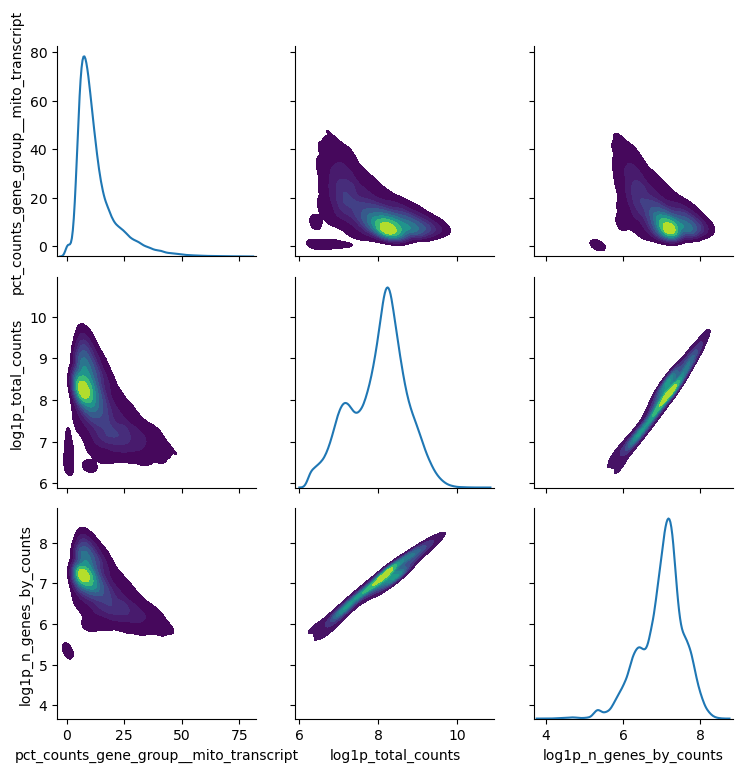 pct_counts_gene_group__mito_transcript
80
60
40
20
0
log1p_total_counts
10
9
8
7
6
log1p_n_genes_by_counts
8
7
6
5
4
0 25 50 75
6 8 10
4 6 8
pct_counts_gene_group__mito_transcript
log1p_total_counts
log1p_n_genes_by_counts